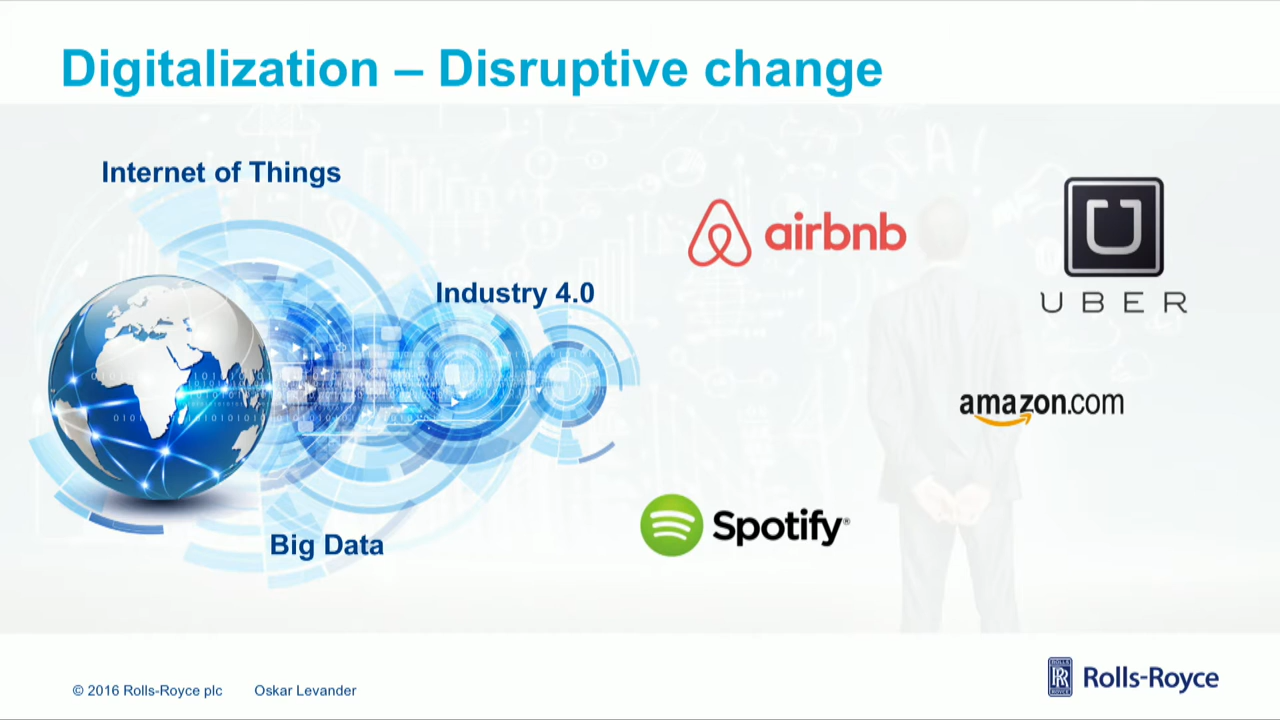 Digitalization – Disruptive change
Internet of Things
airbnb
UBER
Industry 4.0
amazon.com
Spotify®
Big Data
© 2016 Rolls-Royce plc Oskar Levander
Rolls-Royce